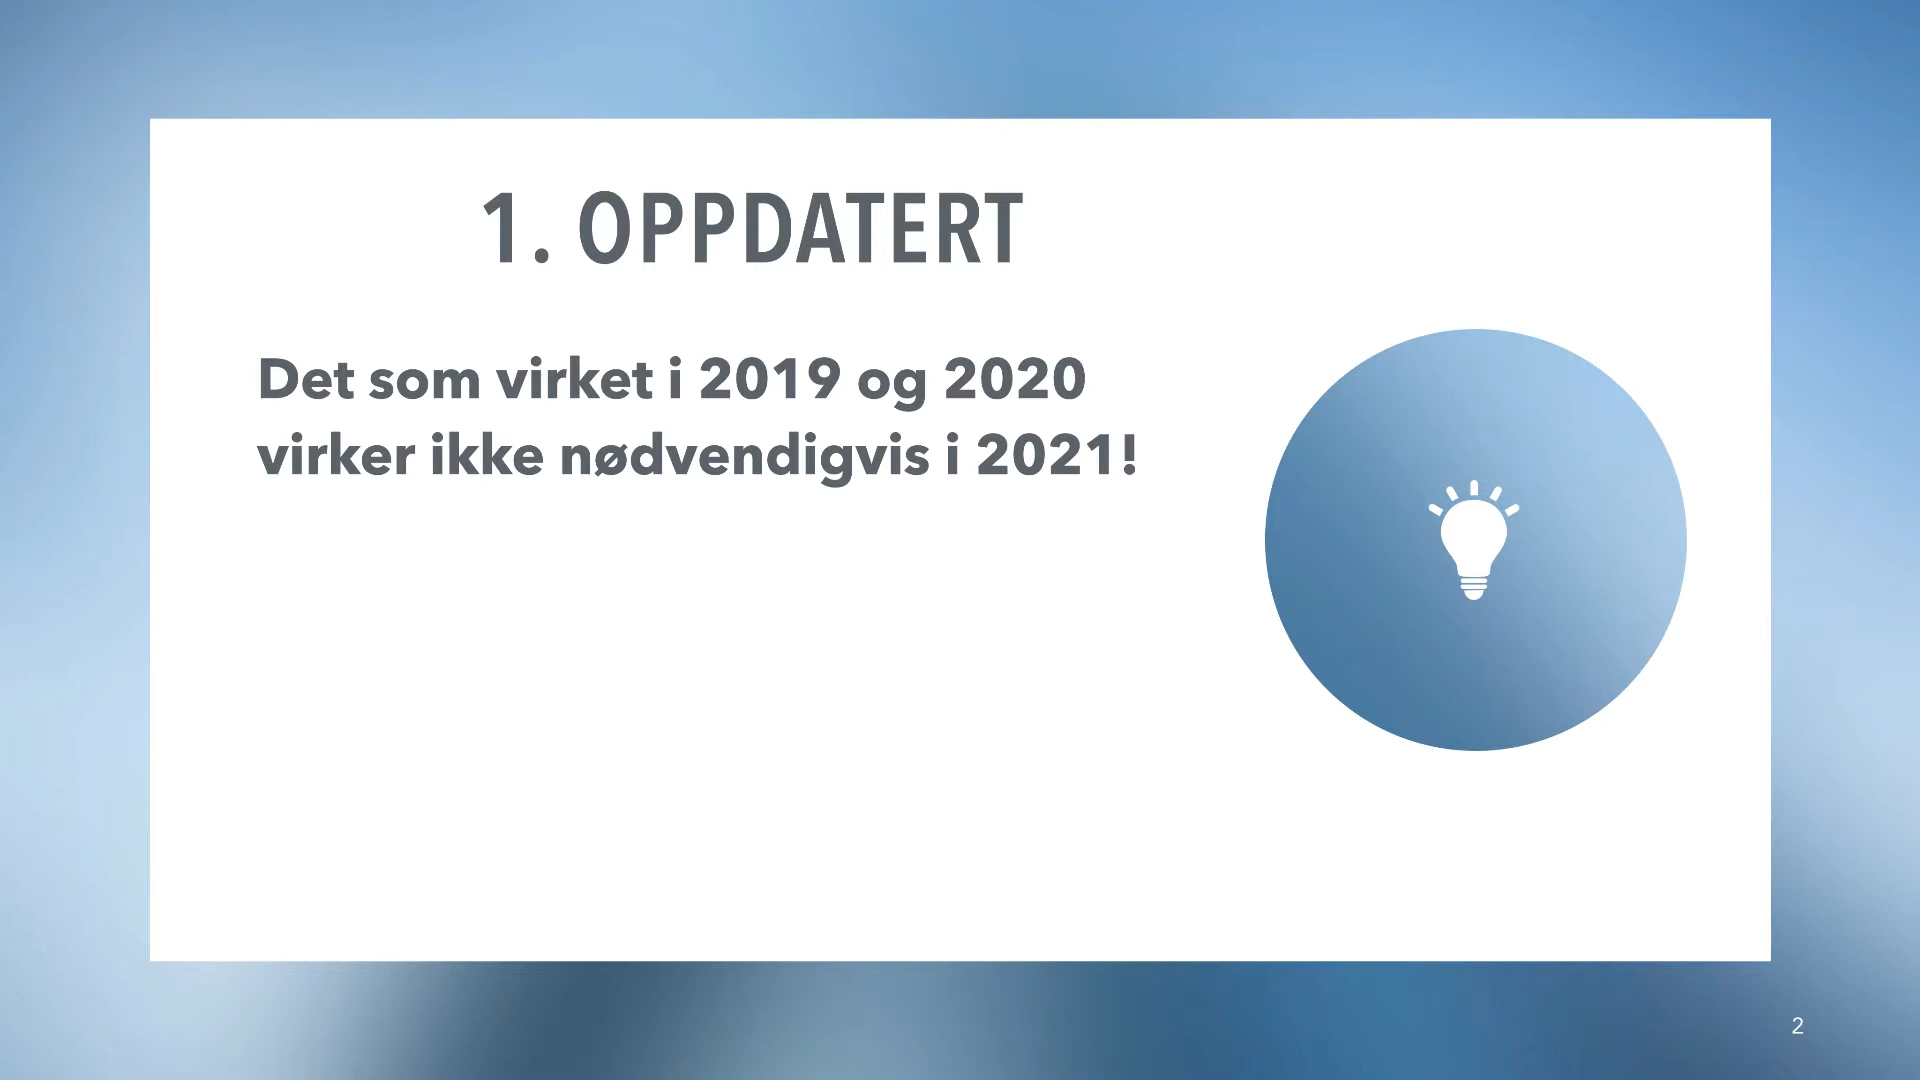 1. OPPDATERT
Det som virket i 2019 og 2020
virker ikke nødvendigvis i 2021!
2